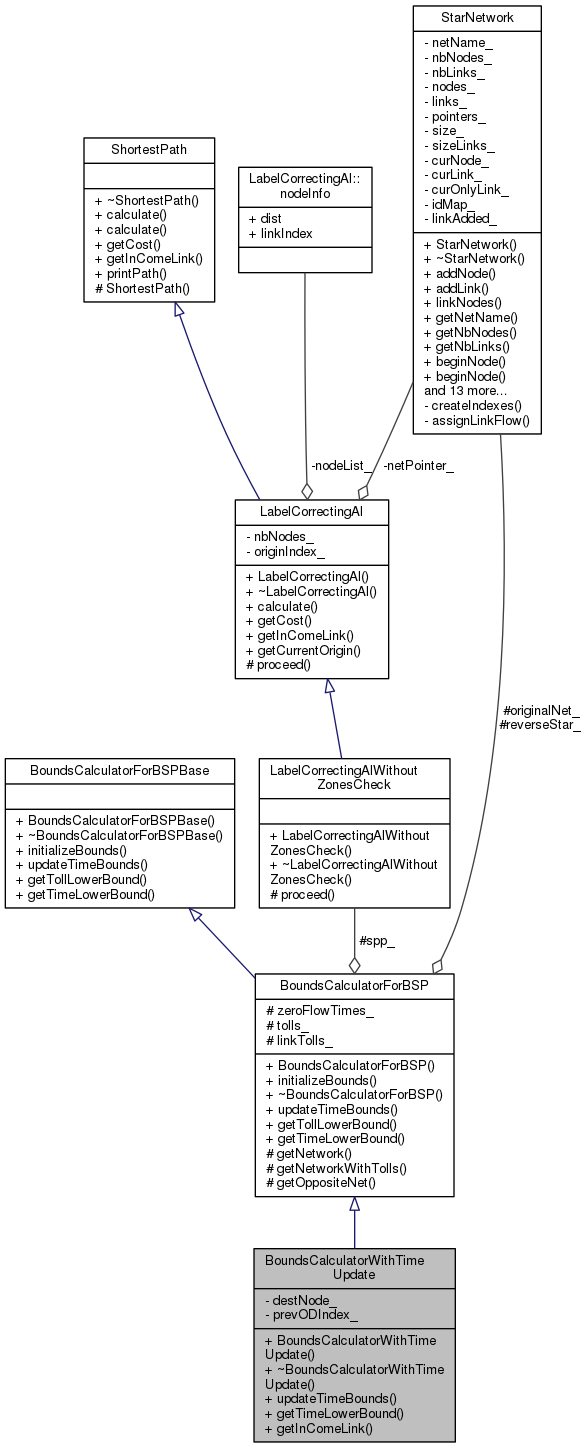 StarNetwork
- netName_
- nbNodes_
- nbLinks_
- nodes_
- links_
- pointers_
- size_
- sizeLinks_
- curNode_
- curLink_
- curOnlyLink_
- idMap_
- linkAdded_
+ StarNetwork()
+ ~StarNetwork()
+ addNode()
+ addLink()
+ linkNodes()
+ getNetName()
+ getNbNodes()
+ getNbLinks()
+ beginNode()
+ beginNode()
and 13 more...
- createIndexes()
- assignLinkFlow()
ShortestPath
+ ~ShortestPath()
+ calculate()
+ calculate()
+ getCost()
+ getInComeLink()
+ printPath()
# ShortestPath()
LabelCorrectingAl::
nodeInfo
+ dist
+ linkIndex
-nodeList_
-netPointer_
LabelCorrectingAl
- nbNodes_
- originIndex_
+ LabelCorrectingAl()
+ ~LabelCorrectingAl()
+ calculate()
+ getCost()
+ getInComeLink()
+ getCurrentOrigin()
# proceed()
#originalNet_
#reverseStar_
BoundsCalculatorForBSPBase
+ BoundsCalculatorForBSPBase()
+ ~BoundsCalculatorForBSPBase()
+ initializeBounds()
+ updateTimeBounds()
+ getTollLowerBound()
+ getTimeLowerBound()
LabelCorrectingAlWithout
ZonesCheck
+ LabelCorrectingAlWithout
ZonesCheck()
+ ~LabelCorrectingAlWithout
ZonesCheck()
# proceed()
#spp_
BoundsCalculatorForBSP
# zeroFlowTimes_
# tolls_
# linkTolls_
+ BoundsCalculatorForBSP()
+ initializeBounds()
+ ~BoundsCalculatorForBSP()
+ updateTimeBounds()
+ getTollLowerBound()
+ getTimeLowerBound()
# getNetwork()
# getNetworkWithTolls()
# getOppositeNet()
BoundsCalculatorWithTime
Update
- destNode_
- prevODIndex_
+ BoundsCalculatorWithTime
Update()
+ ~BoundsCalculatorWithTime
Update()
+ updateTimeBounds()
+ getTimeLowerBound()
+ getInComeLink()